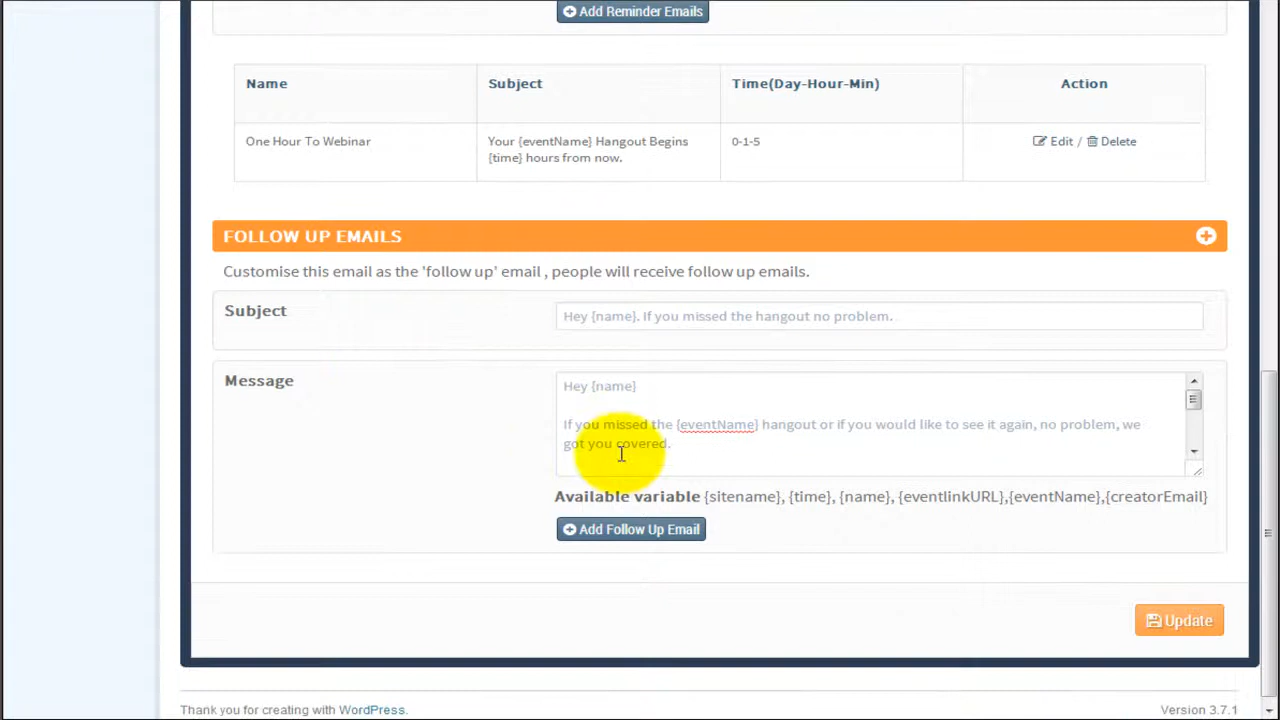 Add Reminder Emails
Name Subject Time(Day-Hour-Min) Action
One Hour To Webinar Your {eventName} Hangout Begins 0-1-5 Edit / Delete
{time} hours from now.
FOLLOW UP EMAILS
Customise this email as the 'follow up' email , people will receive follow up emails.
Subject Hey {name}. If you missed the hangout no problem.
Message Hey {name}
If you missed the {eventName} hangout or if you would like to see it again, no problem, we
got you covered.
Available variable {sitename}, {time}, {name}, {eventlinkURL},{eventName},{creatorEmail}
Add Follow Up Email
Update
Thank you for creating with WordPress. Version 3.7.1